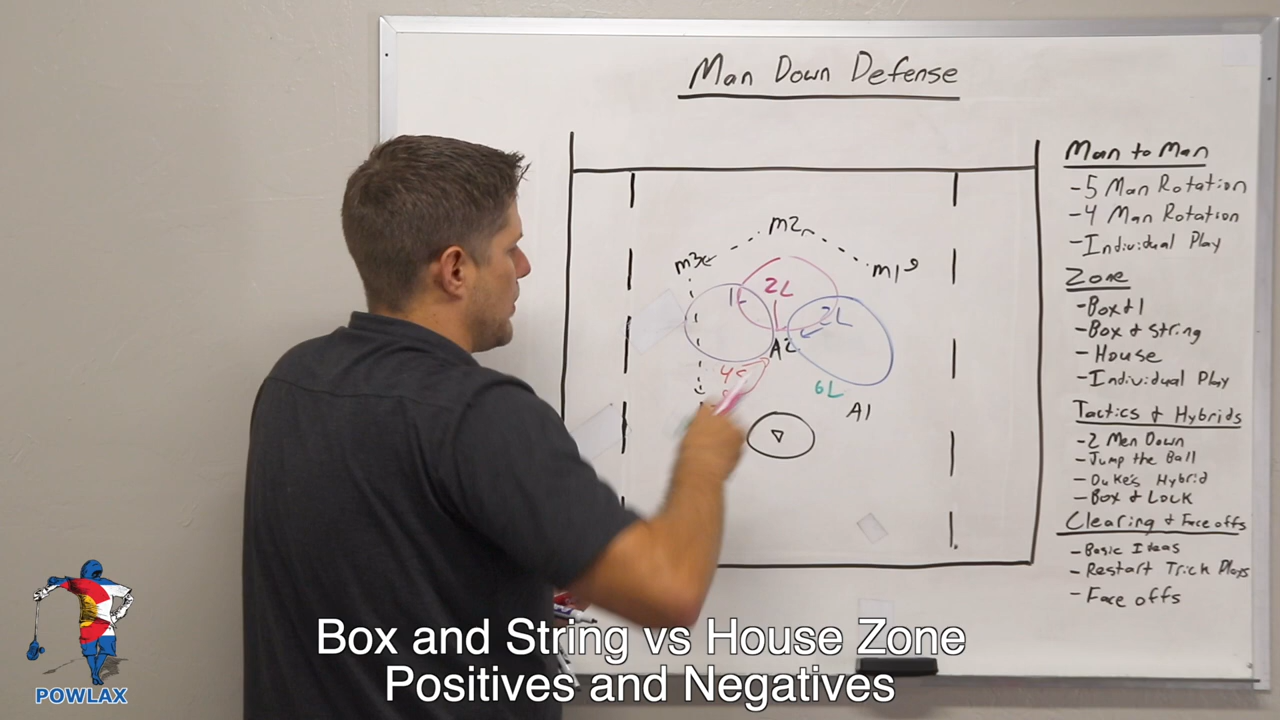 Man Down Defense
Man to Man
- 5 Man Rotation
- 4 Man Rotation
- Individual Play
Zone
- Box & 1
- Box & String
- House
- Individual Play
Tactics & Hybrids
- 2 Men Down
- Jump the Ball
- Duke's Hybrid
- Box & Lock
Clearing & Face offs
- Basic Ideas
- Restart Trick Plays
- Face offs
M2
M3
M1
2L
1L
2L
A2
6L
A1
Box and String vs House Zone
Positives and Negatives
POWLAX